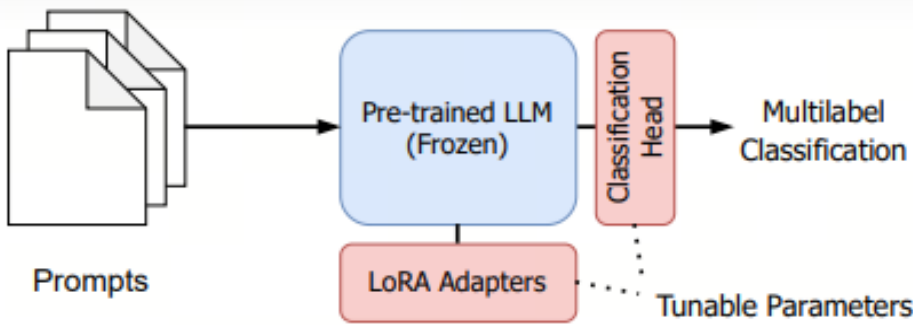 Prompts
Pre-trained LLM
(Frozen)
LoRA Adapters
Classification
Head
Multilabel
Classification
Tunable Parameters